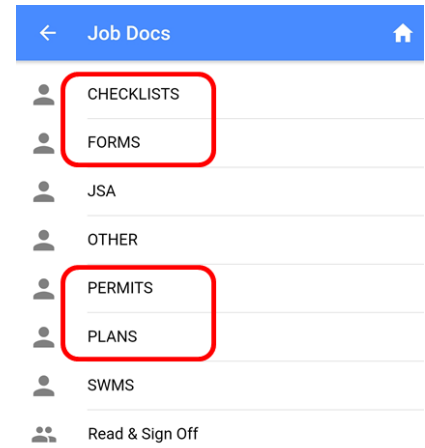 Job Docs
CHECKLISTS
FORMS
JSA
OTHER
PERMITS
PLANS
SWMS
Read & Sign Off